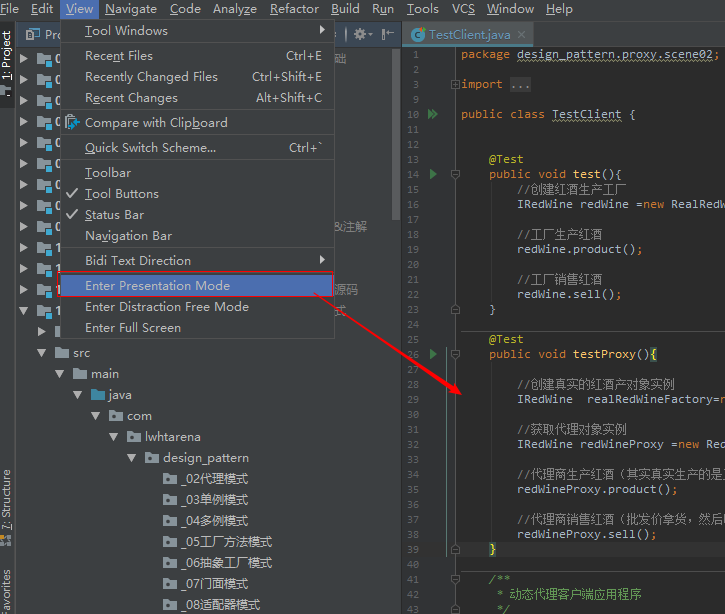 File Edit View Navigate Code Analyze Refactor Build Run Tools VCS Window Help
Tool Windows
Recent Files Ctrl+E
Recently Changed Files Ctrl+Shift+E
Recent Changes Alt+Shift+C
Compare with Clipboard
Quick Switch Scheme... Ctrl+`
Toolbar
Tool Buttons
Status Bar
Navigation Bar
Bidi Text Direction
Enter Presentation Mode
Enter Distraction Free Mode
Enter Full Screen
1: Project
7: Structure
avorites
Pro
础
&注解
源码
式
src
main
java
com
lwhtarena
design_pattern
_02代理模式
_03单例模式
_04多例模式
_05工厂方法模式
_06抽象工厂模式
_07门面模式
_08适配器模式
TestClient.java
1 package design_pattern.proxy.scene02;
2
3 import ...
9
10 public class TestClient {
11
12
13 @Test
14 public void test(){
15 //创建红酒生产工厂
16 IRedWine redWine =new RealRedW
17
18 //工厂生产红酒
19 redWine.product();
20
21 //工厂销售红酒
22 redWine.sell();
23 }
24
25 @Test
26 public void testProxy(){
27
28 //创建真实的红酒产对象实例
29 IRedWine realRedWineFactory=n
30
31 //获取代理对象实例
32 IRedWine redWineProxy =new Red
33
34 //代理商生产红酒（其实真实生产的是
35 redWineProxy.product();
36
37 //代理商销售红酒（批发价拿货，然后
38 redWineProxy.sell();
39 }
40
41 /**
42 * 动态代理客户端应用程序
43 */